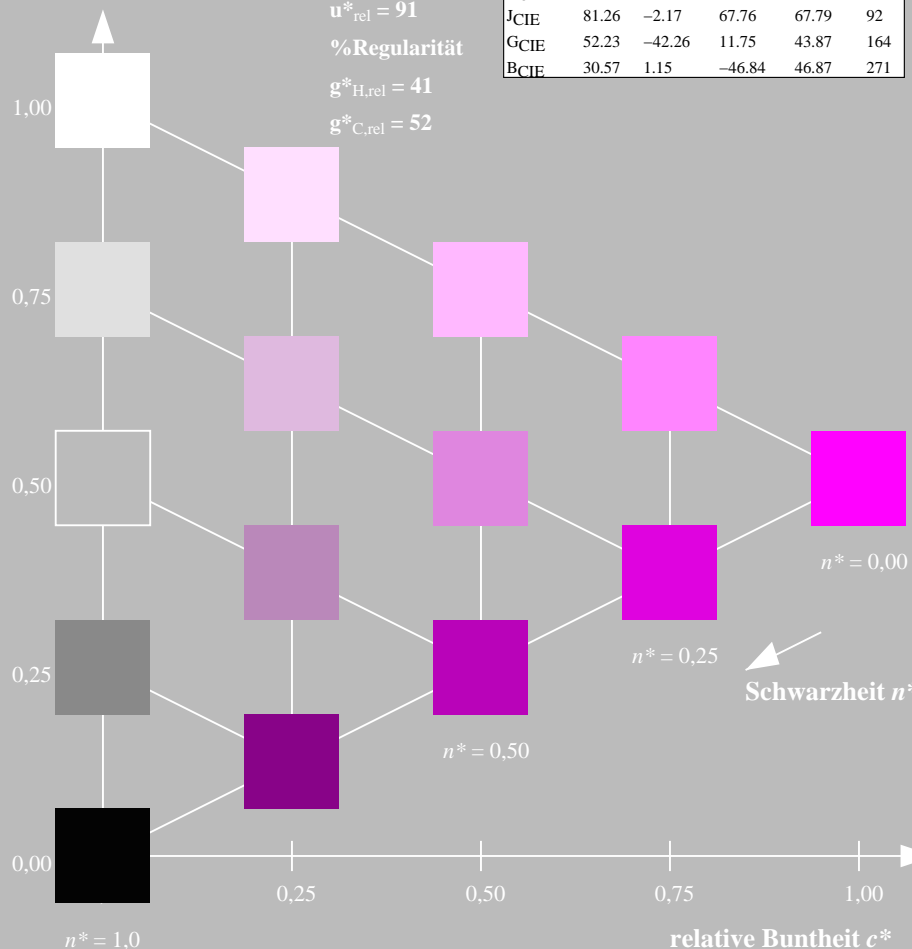 u*rel = 91
%Regularität
g*H,rel = 41
g*C,rel = 52
JCIE 81.26 −2.17 67.76 67.79 92
GCIE 52.23 −42.26 11.75 43.87 164
BCIE 30.57 1.15 −46.84 46.87 271
1,00
0,75
0,50
0,25
0,00
n* = 0,00
n* = 0,25
Schwarzheit n*
n* = 0,50
0,25 0,50 0,75 1,00
n* = 1,0
relative Buntheit c*